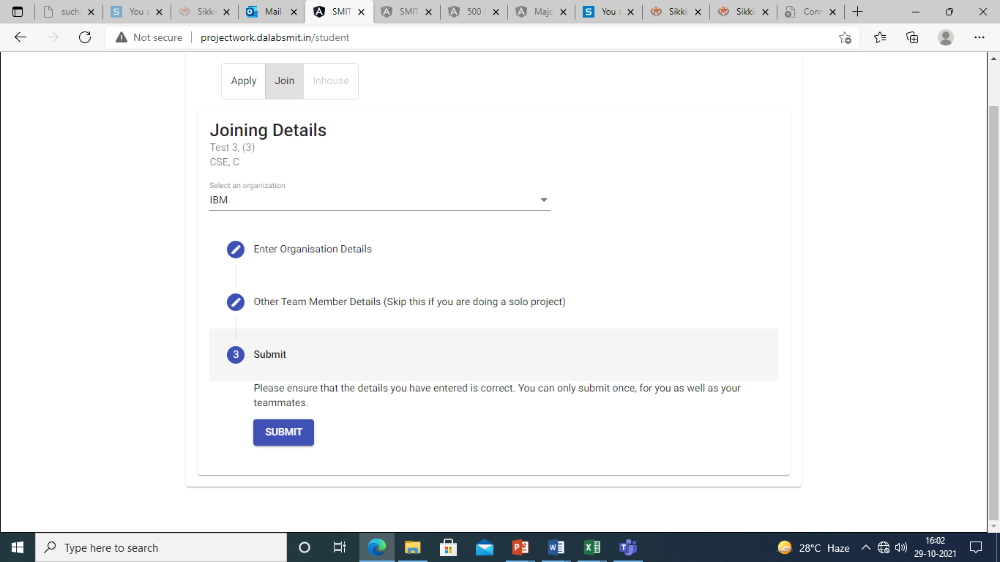 sucha
You a
Sikki
Mail
SMIT
SMIT
500
Majo
You a
Sikki
Sikki
Conn
Not secure
projectwork.dalabsmit.in/student
Apply
Join
Inhouse
Joining Details
Test 3, (3)
CSE, C
Select an organization
IBM
Enter Organisation Details
Other Team Member Details (Skip this if you are doing a solo project)
3
Submit
Please ensure that the details you have entered is correct. You can only submit once, for you as well as your
teammates.
SUBMIT
Type here to search
28°C Haze
16:02
29-10-2021